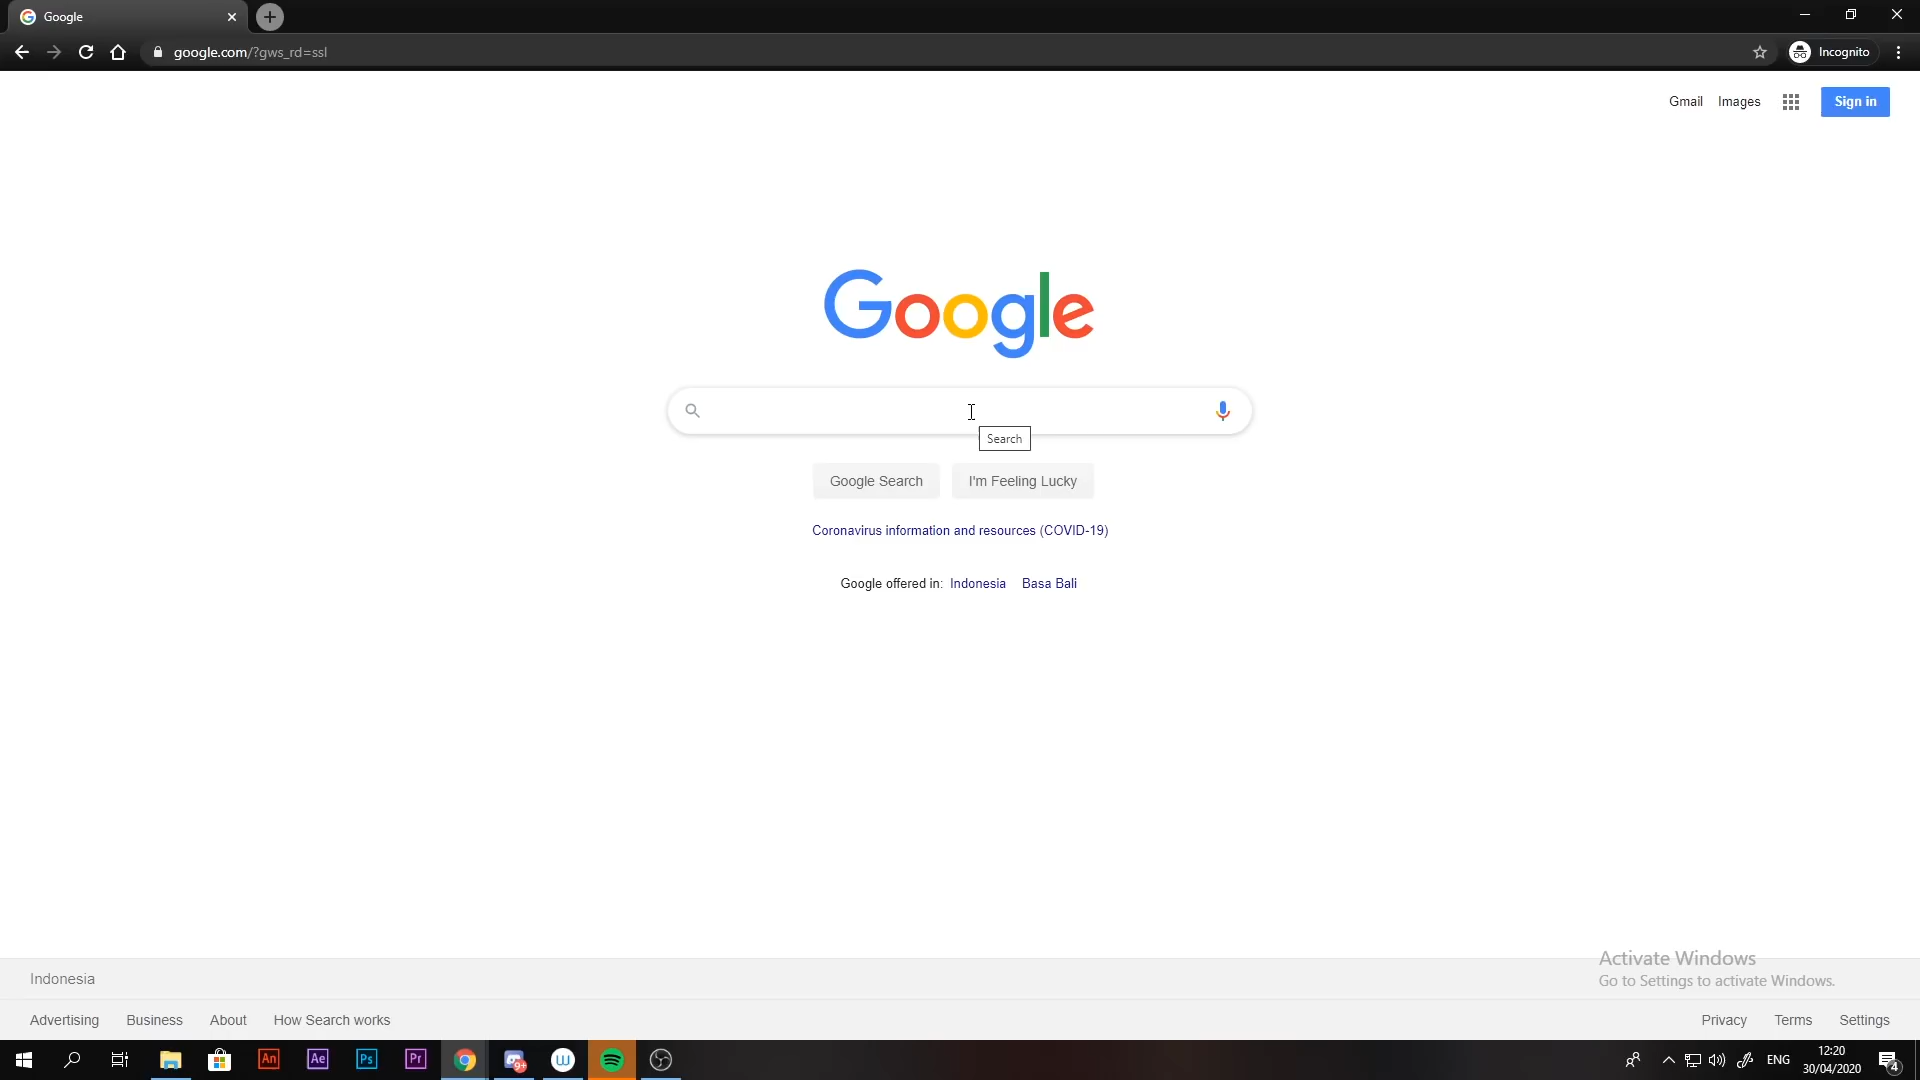 Google
google.com/?gws_rd=ssl
Incognito
Gmail Images Sign in
Google
Search
Google Search I'm Feeling Lucky
Coronavirus information and resources (COVID-19)
Google offered in: Indonesia Basa Bali
Activate Windows
Go to Settings to activate Windows.
Indonesia
Advertising Business About How Search works Privacy Terms Settings
An Ae Ps Pr 9+ ENG 12:20
30/04/2020 4